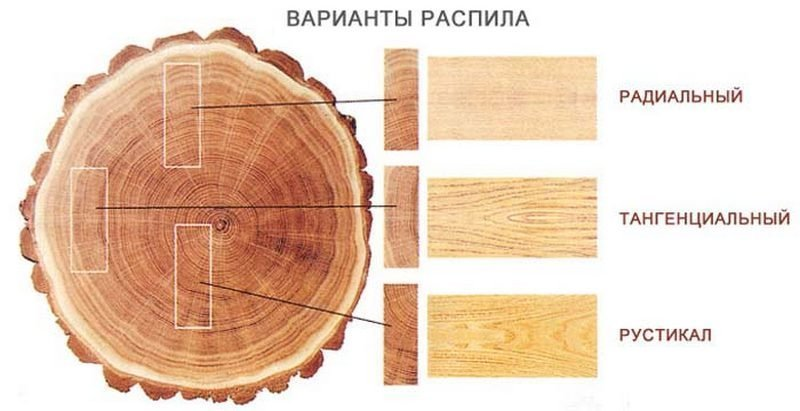 ВАРИАНТЫ РАСПИЛА
РАДИАЛЬНЫЙ
ТАНГЕНЦИАЛЬНЫЙ
РУСТИКАЛ